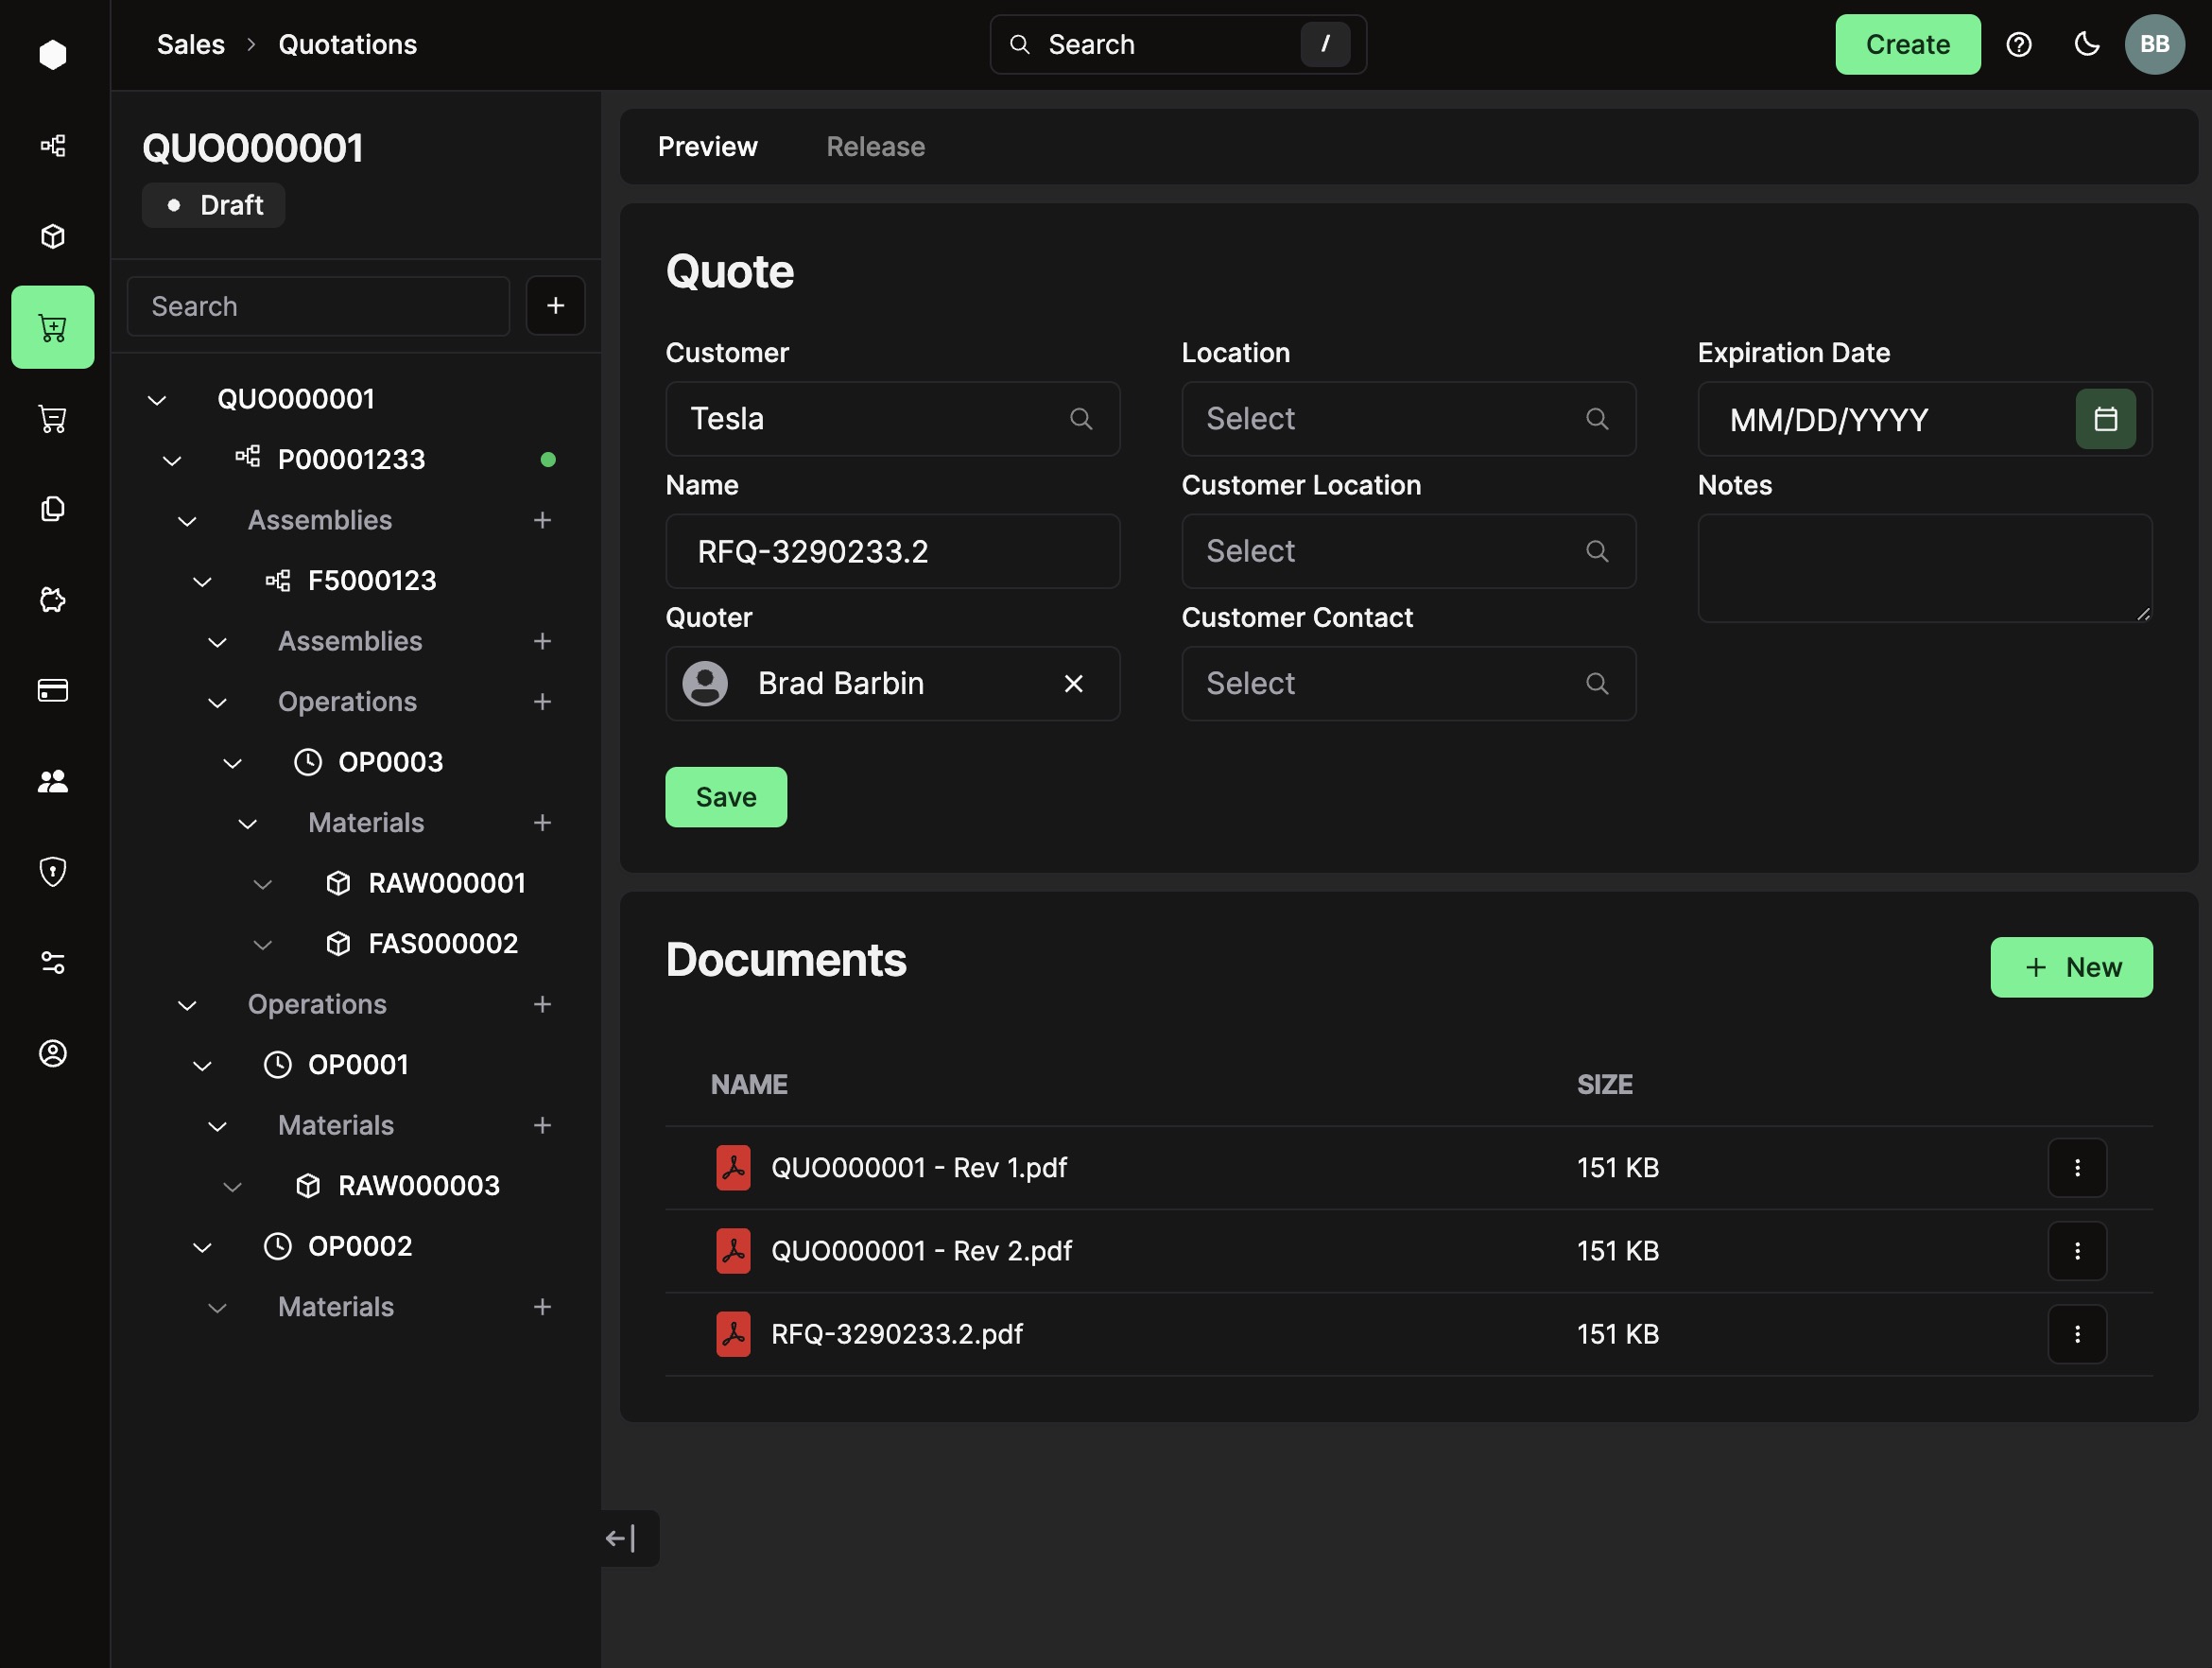 Sales > Quotations
Search /
Create
BB
QUO000001
Draft
Search
QUO000001
P00001233
Assemblies
F5000123
Assemblies
Operations
OP0003
Materials
RAW000001
FAS000002
Operations
OP0001
Materials
RAW000003
OP0002
Materials
Preview
Release
Quote
Customer
Tesla
Location
Select
Expiration Date
MM/DD/YYYY
Name
RFQ-3290233.2
Customer Location
Select
Notes
Quoter
Brad Barbin
Customer Contact
Select
Save
Documents
+ New
NAME SIZE
QUO000001 - Rev 1.pdf 151 KB
QUO000001 - Rev 2.pdf 151 KB
RFQ-3290233.2.pdf 151 KB